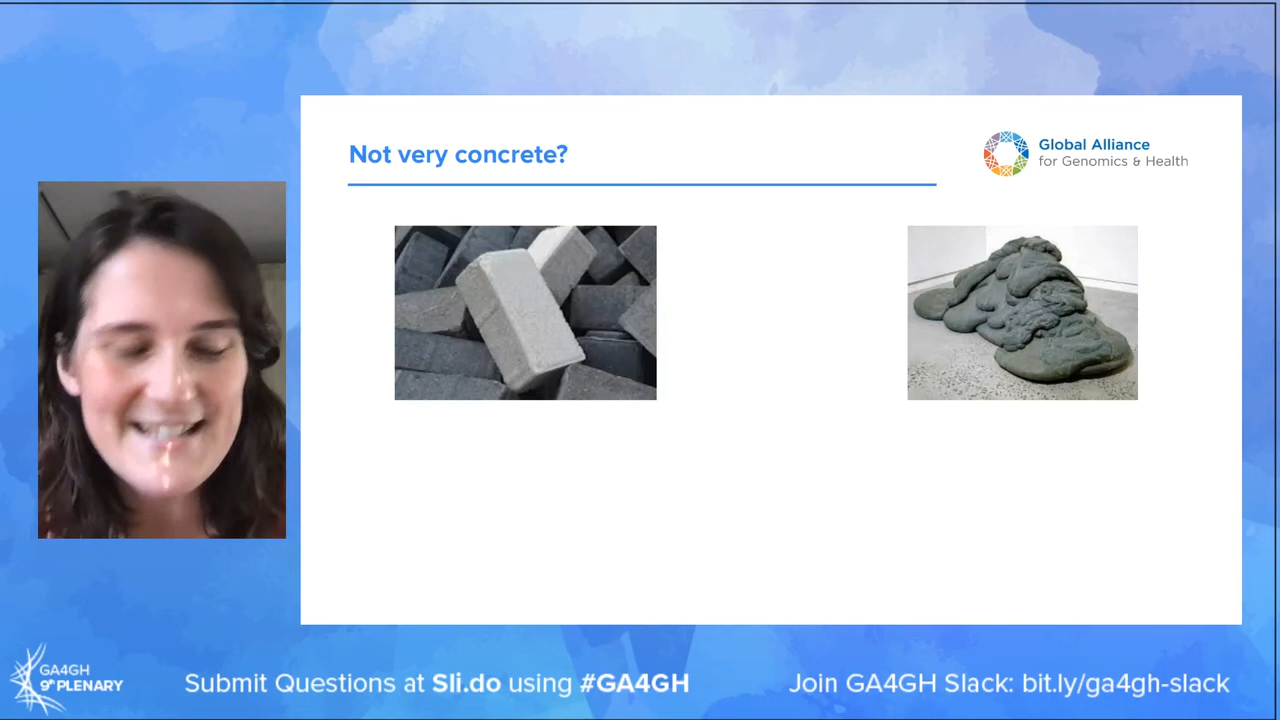 Not very concrete?
Global Alliance
for Genomics & Health
GA4GH
9th PLENARY
Submit Questions at Sli.do using #GA4GH
Join GA4GH Slack: bit.ly/ga4gh-slack